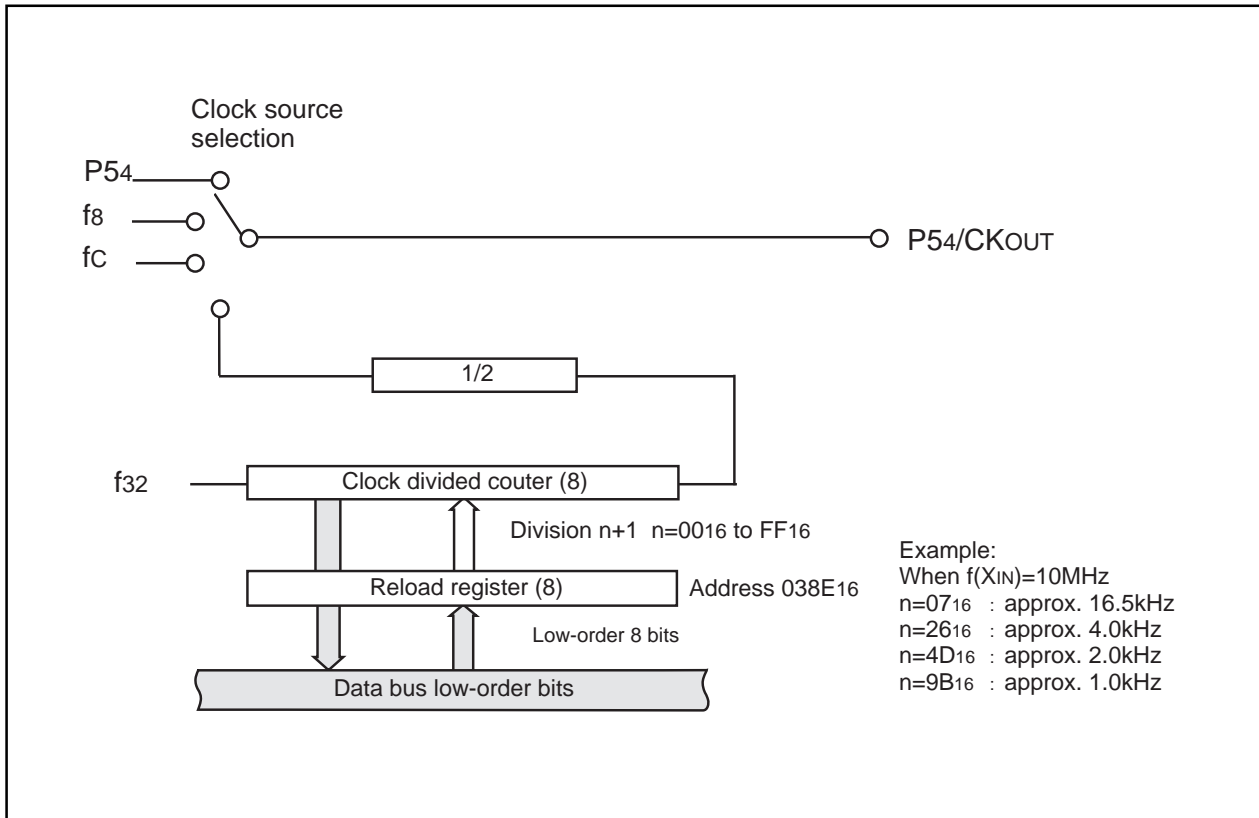 Clock source
selection
P54
f8
fC
P54/CKOUT
1/2
f32
Clock divided couter (8)
Division n+1 n=0016 to FF16
Reload register (8)
Address 038E16
Low-order 8 bits
Data bus low-order bits
Example:
When f(XIN)=10MHz
n=0716 : approx. 16.5kHz
n=2616 : approx. 4.0kHz
n=4D16 : approx. 2.0kHz
n=9B16 : approx. 1.0kHz